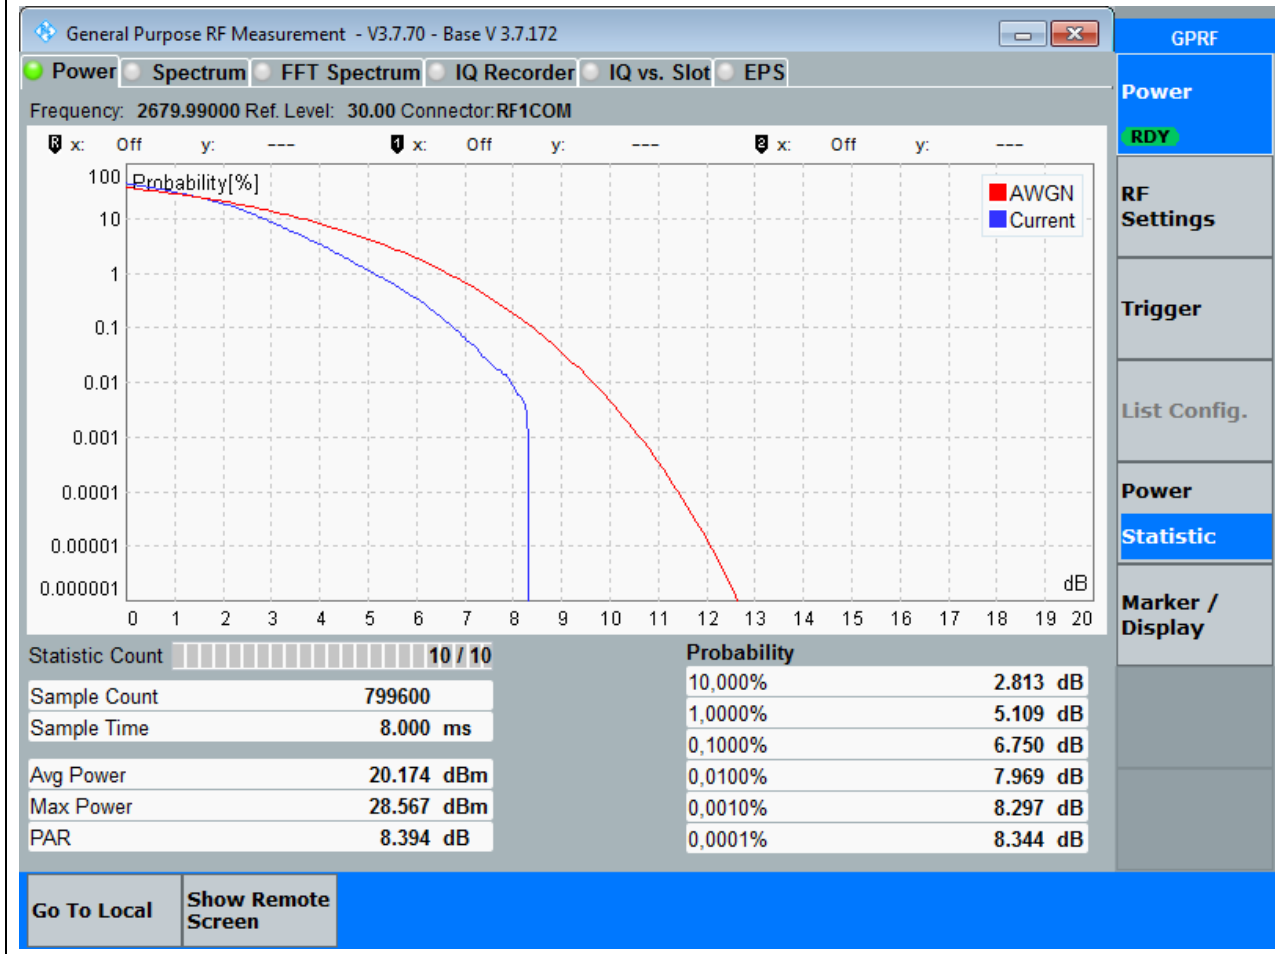 General Purpose RF Measurement - V3.7.70 - Base V 3.7.172
GPRF
Power Spectrum FFT Spectrum IQ Recorder IQ vs. Slot EPS
Frequency: 2679.99000 Ref. Level: 30.00 Connector:RF1COM
R x: Off y: --- 1 x: Off y: --- 2 x: Off y: ---
Probability[%]
100
10
1
0.1
0.01
0.001
0.0001
0.00001
0.000001
AWGN
Current
dB
0 1 2 3 4 5 6 7 8 9 10 11 12 13 14 15 16 17 18 19 20
Statistic Count 10 / 10
Sample Count 799600
Sample Time 8.000 ms
Avg Power 20.174 dBm
Max Power 28.567 dBm
PAR 8.394 dB
Probability
10,000% 2.813 dB
1,0000% 5.109 dB
0,1000% 6.750 dB
0,0100% 7.969 dB
0,0010% 8.297 dB
0,0001% 8.344 dB
Power
RDY
RF
Settings
Trigger
List Config.
Power
Statistic
Marker /
Display
Go To Local
Show Remote
Screen